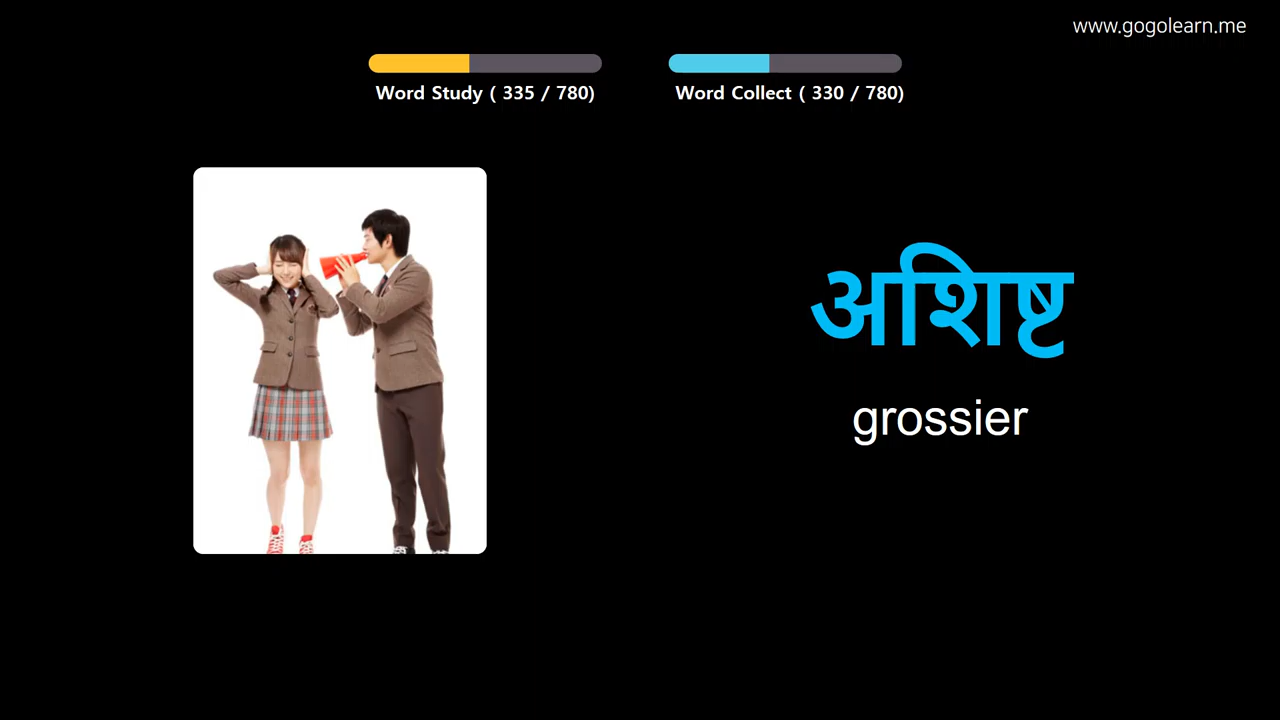 www.gogolearn.me
Word Study ( 335 / 780)
Word Collect ( 330 / 780)
अशिष्ट
grossier